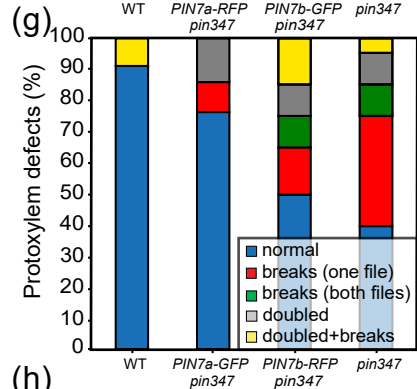 (g)
WT PIN7a-RFP PIN7b-GFP pin347
pin347 pin347
Protoxylem defects (%)
100
90
80
70
60
50
40
30
20
10
0
normal
breaks (one file)
breaks (both files)
doubled
doubled+breaks
WT PIN7a-GFP PIN7b-RFP pin347
pin347 pin347
(h)